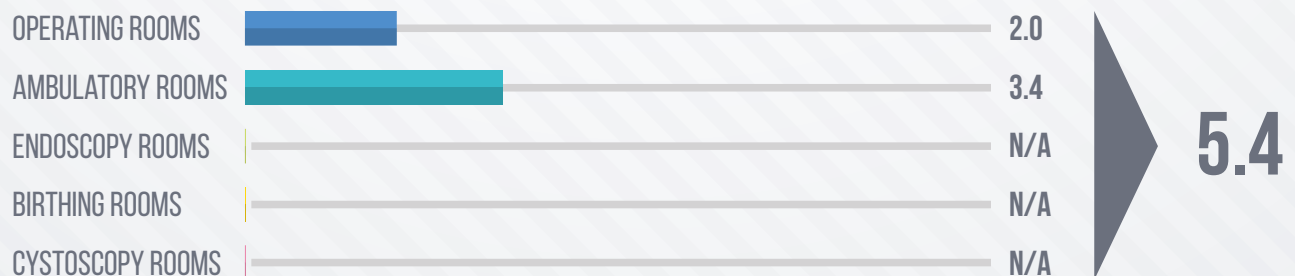 OPERATING ROOMS 2.0
AMBULATORY ROOMS 3.4
ENDOSCOPY ROOMS N/A
5.4
BIRTHING ROOMS N/A
CYSTOSCOPY ROOMS N/A